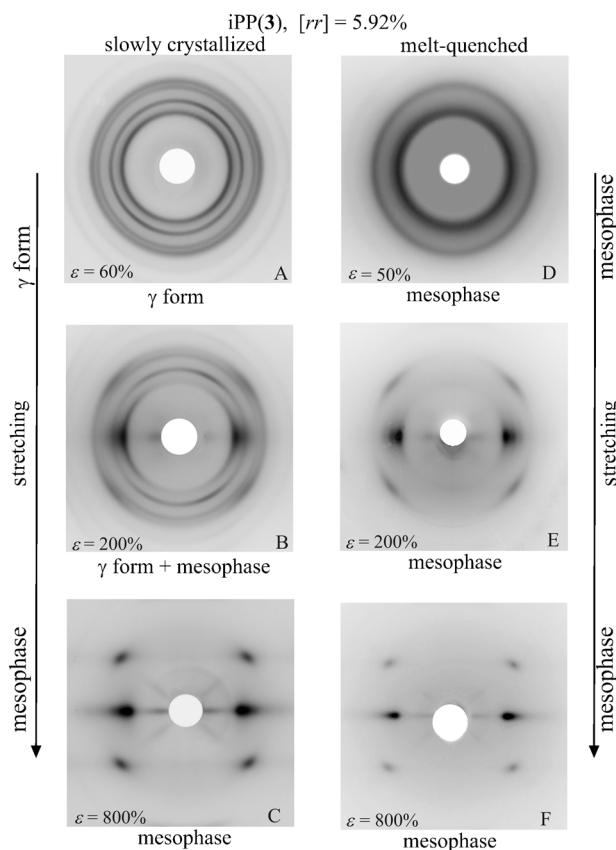 iPP(3), [rr] = 5.92%
slowly crystallized
melt-quenched
γ form
stretching
mesophase
ε = 60%
A
γ form
ε = 50%
D
mesophase
ε = 200%
B
γ form + mesophase
ε = 200%
E
mesophase
ε = 800%
C
mesophase
ε = 800%
F
mesophase
mesophase
stretching
mesophase